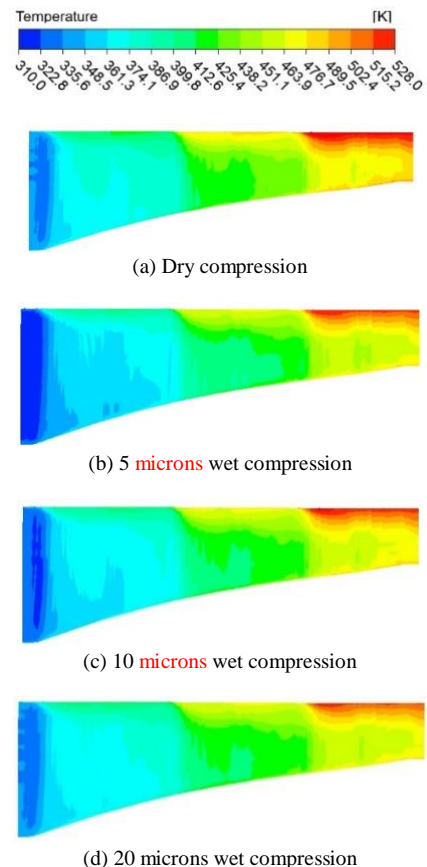 Temperature [K]
310.0 322.8 335.6 348.5 361.3 374.1 386.9 399.8 412.6 425.4 438.2 451.1 463.9 476.7 489.5 502.4 515.2 528.0
(a) Dry compression
(b) 5 microns wet compression
(c) 10 microns wet compression
(d) 20 microns wet compression